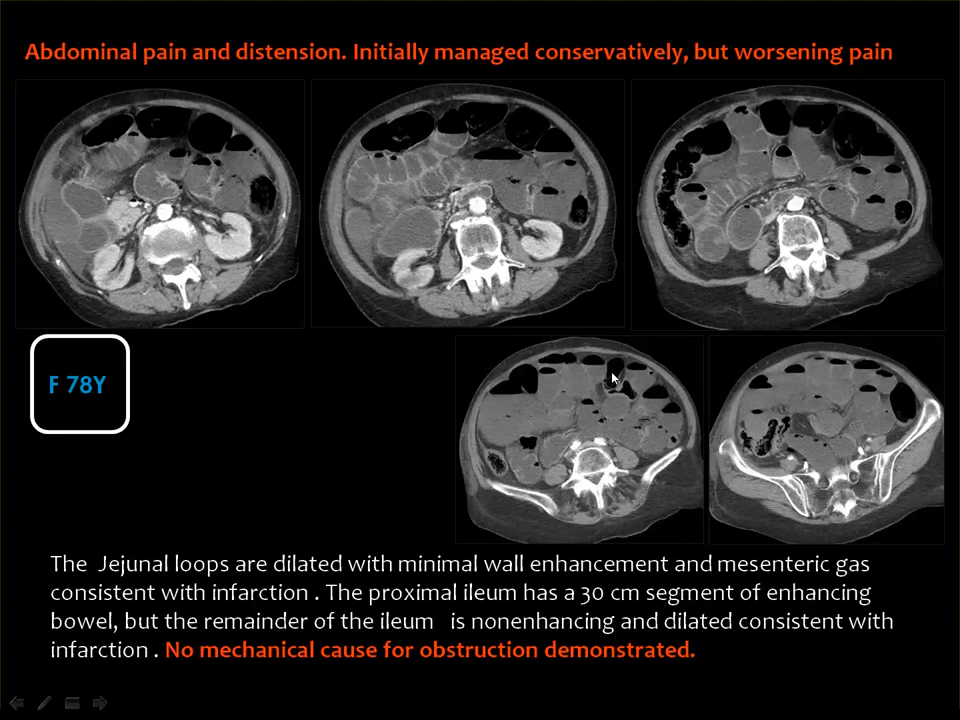 Abdominal pain and distension. Initially managed conservatively, but worsening pain
F 78Y
The Jejunal loops are dilated with minimal wall enhancement and mesenteric gas
consistent with infarction . The proximal ileum has a 30 cm segment of enhancing
bowel, but the remainder of the ileum is nonenhancing and dilated consistent with
infarction . No mechanical cause for obstruction demonstrated.